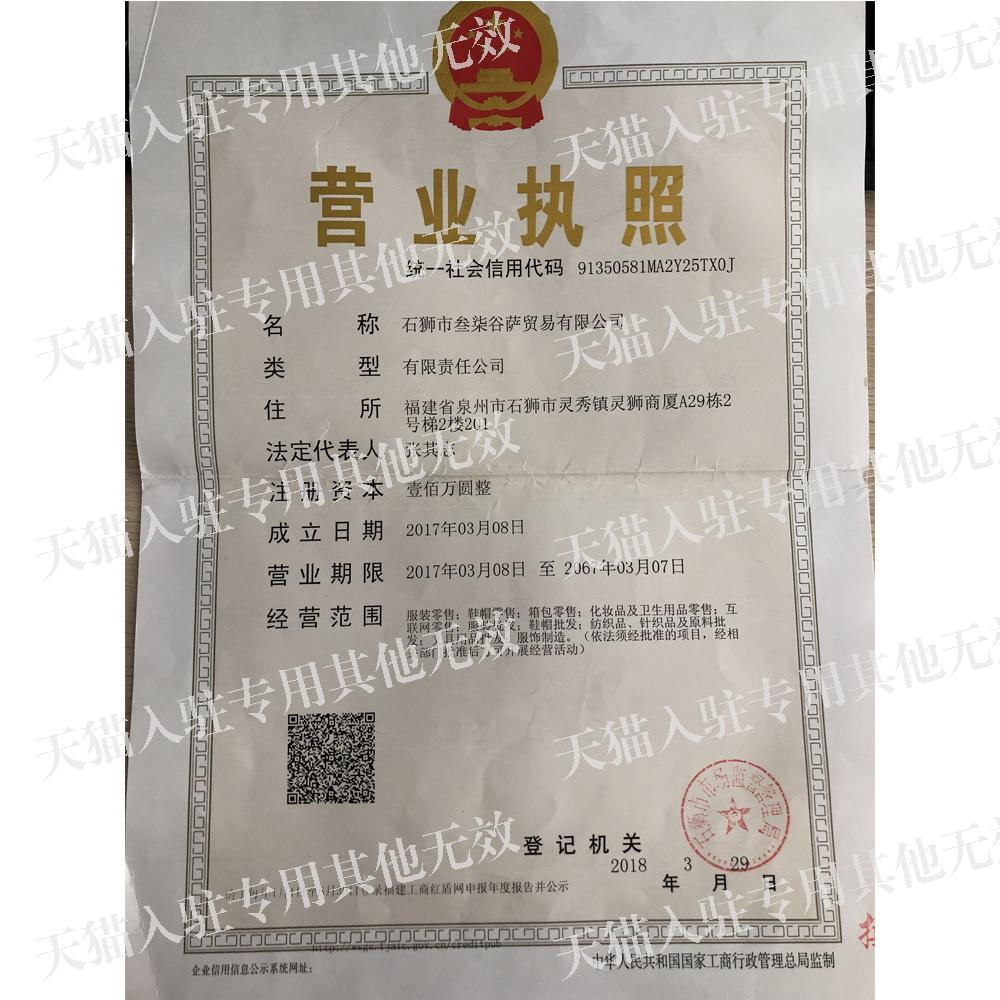 营业执照
统一社会信用代码 91350581MA2Y25TX0J
名称 石狮市叁柒谷萨贸易有限公司
类型 有限责任公司
住所 福建省泉州市石狮市灵秀镇灵狮商厦A29栋2
号梯2楼201
法定代表人 张其志
注册资本 壹佰万圆整
成立日期 2017年03月08日
营业期限 2017年03月08日 至 2067年03月07日
经营范围 服装零售;鞋帽零售;箱包零售;化妆品及卫生用品零售;互
联网零售;服装批发;鞋帽批发;纺织品、针织品及原料批
发;文具用品批发;服饰制造。(依法须经批准的项目,经相
关部门批准后方可开展经营活动)
石狮市市场监督管理局
登记机关
2018 3 29
年 月 日
福建工商红盾网申报年度报告并公示
http://wsgs.fjaic.gov.cn/creditpub
企业信用信息公示系统网址:
中华人民共和国国家工商行政管理总局监制
天猫入驻专用其他无效
天猫入驻专用其他无效
天猫入驻专用其他无效
天猫入驻专用其他无效
天猫入驻专用其他无效
天猫入驻专用其他无效
天猫入驻专用其他无效
天猫入驻专用其他无效
天猫入驻专用其他无效
天猫入驻专用其他无效